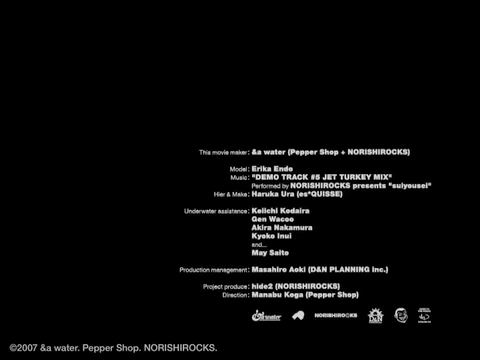 This movie maker: &a water (Pepper Shop + NORISHIROCKS)
Model: Erika Endo
Music: "DEMO TRACK #5 JET TURKEY MIX"
Performed by NORISHIROCKS presents "suiyousei"
Hier & Make: Haruka Ura (es*QUISSE)
Underwater assistance: Keiichi Kodaira
Gen Wacoo
Akira Nakamura
Kyoko Inui
and...
May Saito
Production management: Masahiro Aoki (D&N PLANNING inc.)
Project produce: hide2 (NORISHIROCKS)
Direction: Manabu Koga (Pepper Shop)
NORISHIROCKS
D&N
©2007 &a water. Pepper Shop. NORISHIROCKS.